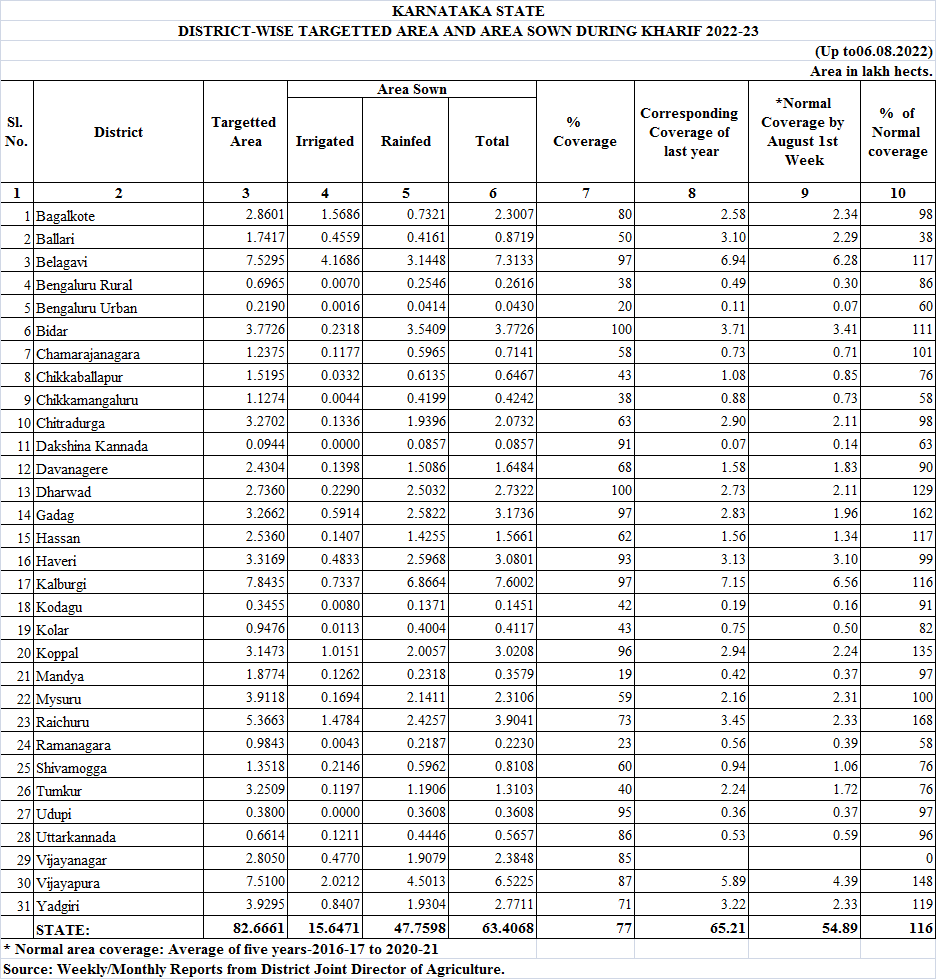 KARNATAKA STATE
DISTRICT-WISE TARGETTED AREA AND AREA SOWN DURING KHARIF 2022-23
(Up to06.08.2022)
Area in lakh hects.
Sl. No. District Targetted Area Area Sown Irrigated Rainfed Total % Coverage Corresponding Coverage of last year *Normal Coverage by August 1st Week % of Normal coverage
1 2 3 4 5 6 7 8 9 10
1 Bagalkote 2.8601 1.5686 0.7321 2.3007 80 2.58 2.34 98
2 Ballari 1.7417 0.4559 0.4161 0.8719 50 3.10 2.29 38
3 Belagavi 7.5295 4.1686 3.1448 7.3133 97 6.94 6.28 117
4 Bengaluru Rural 0.6965 0.0070 0.2546 0.2616 38 0.49 0.30 86
5 Bengaluru Urban 0.2190 0.0016 0.0414 0.0430 20 0.11 0.07 60
6 Bidar 3.7726 0.2318 3.5409 3.7726 100 3.71 3.41 111
7 Chamarajanagara 1.2375 0.1177 0.5965 0.7141 58 0.73 0.71 101
8 Chikkaballapur 1.5195 0.0332 0.6135 0.6467 43 1.08 0.85 76
9 Chikkamangaluru 1.1274 0.0044 0.4199 0.4242 38 0.88 0.73 58
10 Chitradurga 3.2702 0.1336 1.9396 2.0732 63 2.90 2.11 98
11 Dakshina Kannada 0.0944 0.0000 0.0857 0.0857 91 0.07 0.14 63
12 Davanagere 2.4304 0.1398 1.5086 1.6484 68 1.58 1.83 90
13 Dharwad 2.7360 0.2290 2.5032 2.7322 100 2.73 2.11 129
14 Gadag 3.2662 0.5914 2.5822 3.1736 97 2.83 1.96 162
15 Hassan 2.5360 0.1407 1.4255 1.5661 62 1.56 1.34 117
16 Haveri 3.3169 0.4833 2.5968 3.0801 93 3.13 3.10 99
17 Kalburgi 7.8435 0.7337 6.8664 7.6002 97 7.15 6.56 116
18 Kodagu 0.3455 0.0080 0.1371 0.1451 42 0.19 0.16 91
19 Kolar 0.9476 0.0113 0.4004 0.4117 43 0.75 0.50 82
20 Koppal 3.1473 1.0151 2.0057 3.0208 96 2.94 2.24 135
21 Mandya 1.8774 0.1262 0.2318 0.3579 19 0.42 0.37 97
22 Mysuru 3.9118 0.1694 2.1411 2.3106 59 2.16 2.31 100
23 Raichuru 5.3663 1.4784 2.4257 3.9041 73 3.45 2.33 168
24 Ramanagara 0.9843 0.0043 0.2187 0.2230 23 0.56 0.39 58
25 Shivamogga 1.3518 0.2146 0.5962 0.8108 60 0.94 1.06 76
26 Tumkur 3.2509 0.1197 1.1906 1.3103 40 2.24 1.72 76
27 Udupi 0.3800 0.0000 0.3608 0.3608 95 0.36 0.37 97
28 Uttarkannada 0.6614 0.1211 0.4446 0.5657 86 0.53 0.59 96
29 Vijayanagar 2.8050 0.4770 1.9079 2.3848 85 0
30 Vijayapura 7.5100 2.0212 4.5013 6.5225 87 5.89 4.39 148
31 Yadgiri 3.9295 0.8407 1.9304 2.7711 71 3.22 2.33 119
STATE: 82.6661 15.6471 47.7598 63.4068 77 65.21 54.89 116
* Normal area coverage: Average of five years-2016-17 to 2020-21
Source: Weekly/Monthly Reports from District Joint Director of Agriculture.